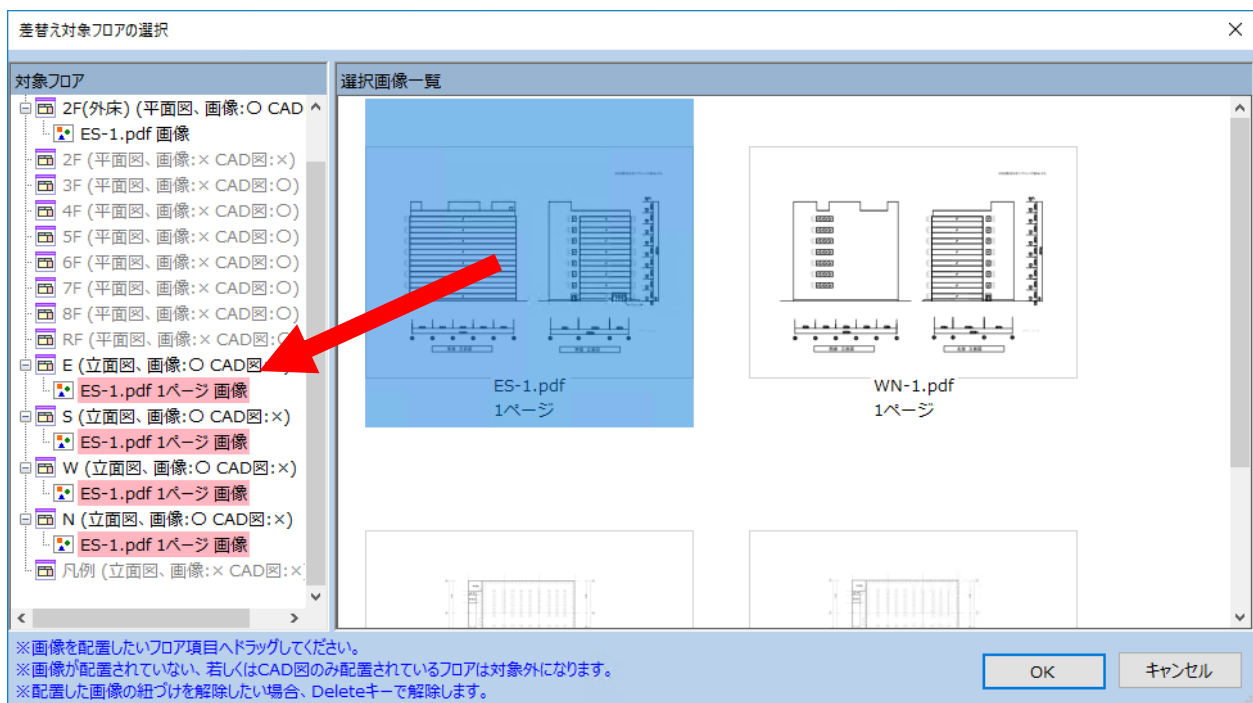 差替え対象フロアの選択
対象フロア
2F(外床) (平面図、画像:○ CAD
ES-1.pdf 画像
2F (平面図、画像:× CAD図:×)
3F (平面図、画像:× CAD図:○)
4F (平面図、画像:× CAD図:○)
5F (平面図、画像:× CAD図:○)
6F (平面図、画像:× CAD図:○)
7F (平面図、画像:× CAD図:○)
8F (平面図、画像:× CAD図:○)
RF (平面図、画像:× CAD図:
E (立面図、画像:○ CAD図
ES-1.pdf 1ページ 画像
S (立面図、画像:○ CAD図:×)
ES-1.pdf 1ページ 画像
W (立面図、画像:○ CAD図:×)
ES-1.pdf 1ページ 画像
N (立面図、画像:○ CAD図:×)
ES-1.pdf 1ページ 画像
凡例 (立面図、画像:× CAD図:×
選択画像一覧
ES-1.pdf
1ページ
WN-1.pdf
1ページ
※画像を配置したいフロア項目へドラッグしてください。
※画像が配置されていない、若しくはCAD図のみ配置されているフロアは対象外になります。
※配置した画像の紐づけを解除したい場合、Deleteキーで解除します。
OK
キャンセル